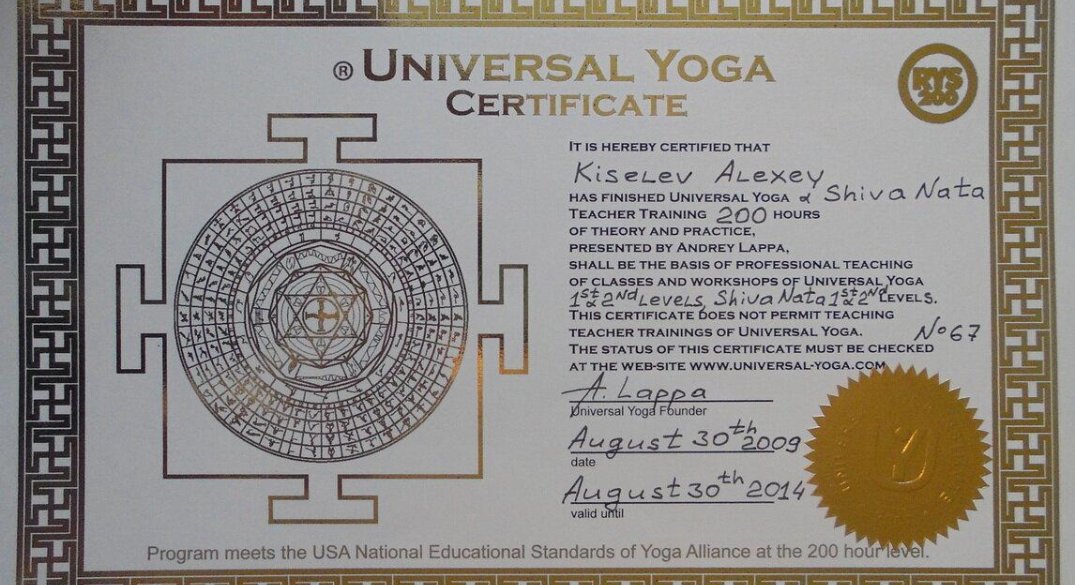 ® UNIVERSAL YOGA
CERTIFICATE
RYS
200
IT IS HEREBY CERTIFIED THAT
Kiselev Alexey
HAS FINISHED UNIVERSAL YOGA & Shiva Nata
TEACHER TRAINING 200 HOURS
OF THEORY AND PRACTICE,
PRESENTED BY ANDREY LAPPA,
SHALL BE THE BASIS OF PROFESSIONAL TEACHING
OF CLASSES AND WORKSHOPS OF UNIVERSAL YOGA
1st & 2nd Levels, Shiva Nata 1st & 2nd LEVELS.
THIS CERTIFICATE DOES NOT PERMIT TEACHING
TEACHER TRAININGS OF UNIVERSAL YOGA. No 67
THE STATUS OF THIS CERTIFICATE MUST BE CHECKED
AT THE WEB-SITE WWW.UNIVERSAL-YOGA.COM
A. Lappa
Universal Yoga Founder
August 30th 2009
date
August 30th 2014
valid until
Program meets the USA National Educational Standards of Yoga Alliance at the 200 hour level.